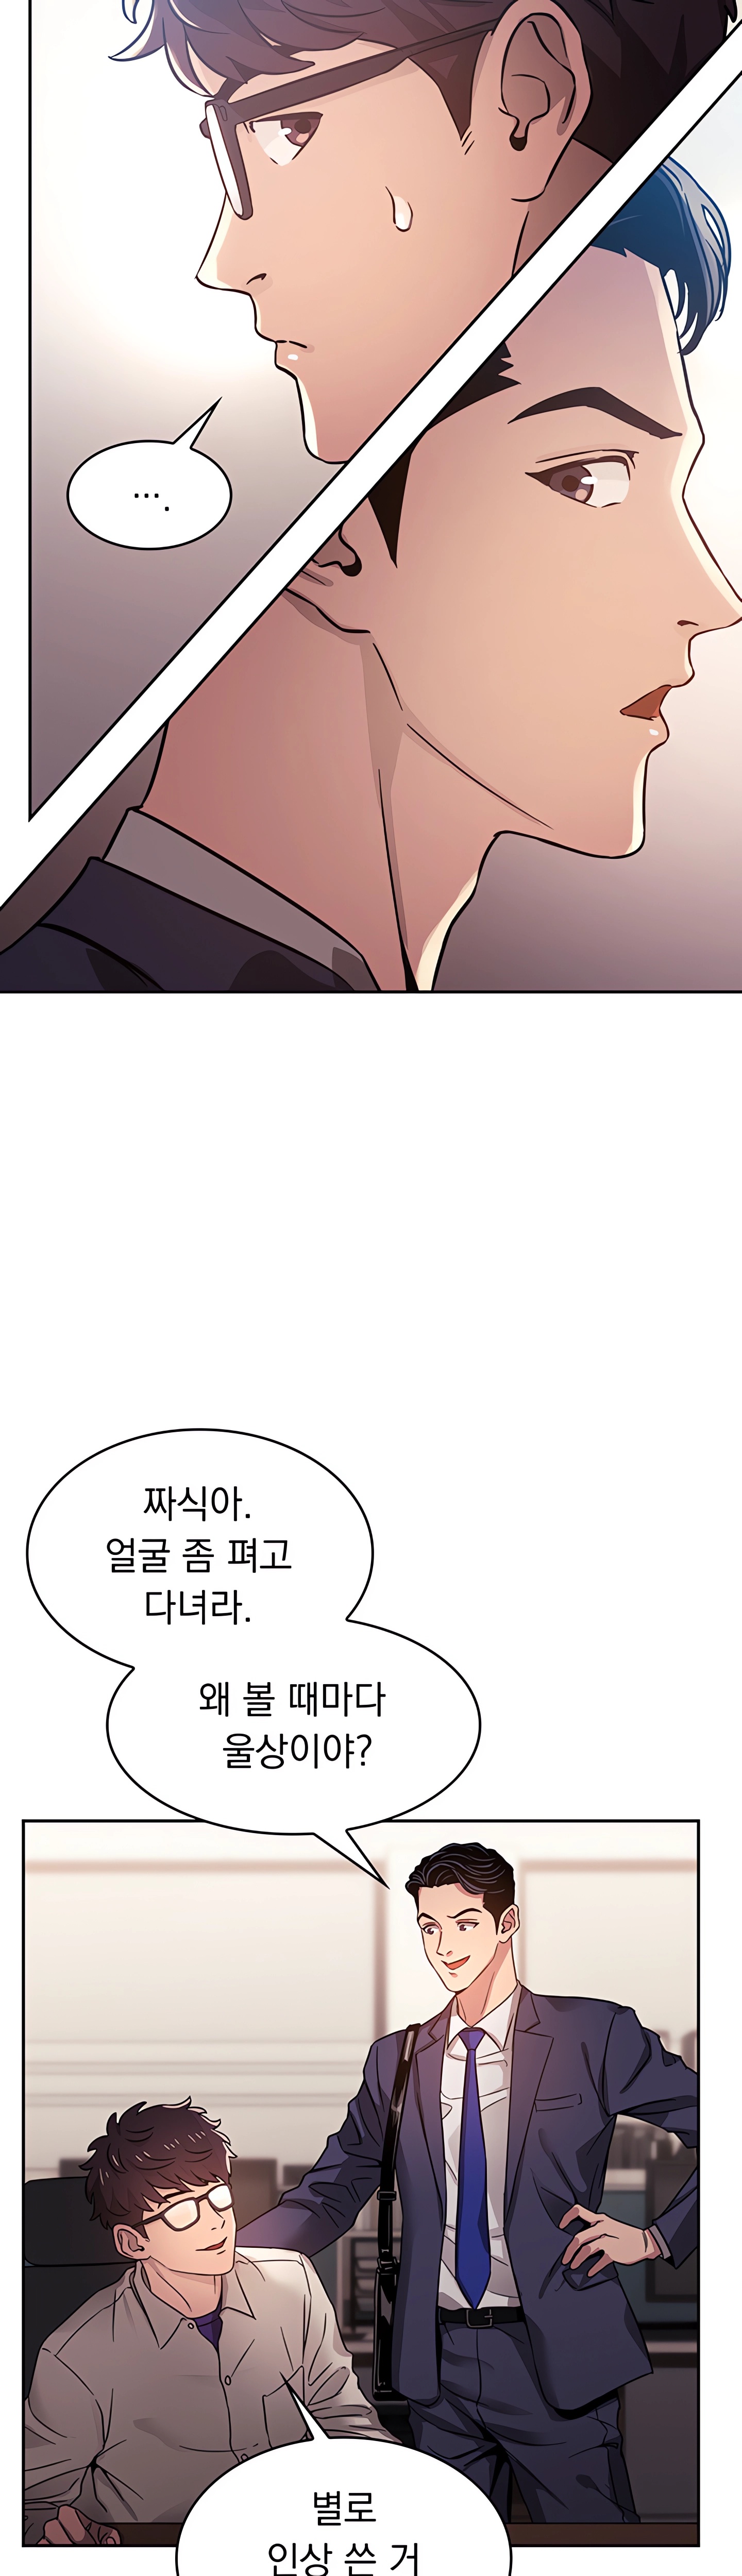 ···.
짜식아.
얼굴 좀 펴고
다녀라.
왜 볼 때마다
울상이야?
별로
인상 쓴 거